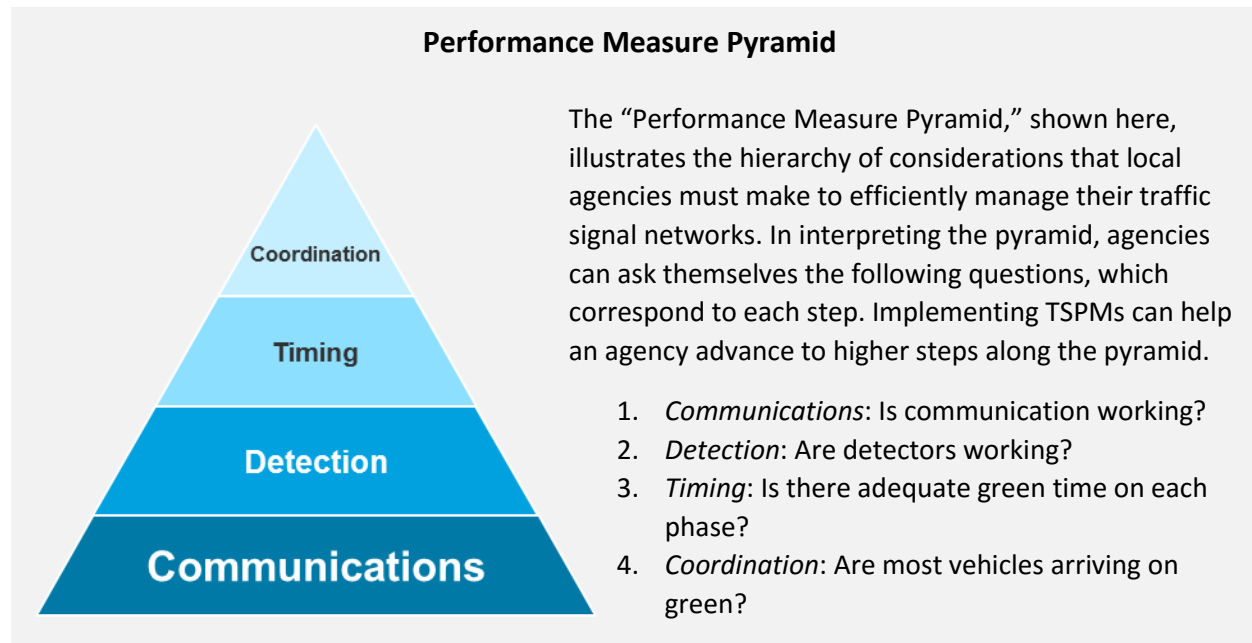 Performance Measure Pyramid
Coordination
Timing
Detection
Communications
The “Performance Measure Pyramid,” shown here,
illustrates the hierarchy of considerations that local
agencies must make to efficiently manage their traffic
signal networks. In interpreting the pyramid, agencies
can ask themselves the following questions, which
correspond to each step. Implementing TSPMs can help
an agency advance to higher steps along the pyramid.
1. Communications: Is communication working?
2. Detection: Are detectors working?
3. Timing: Is there adequate green time on each
phase?
4. Coordination: Are most vehicles arriving on
green?